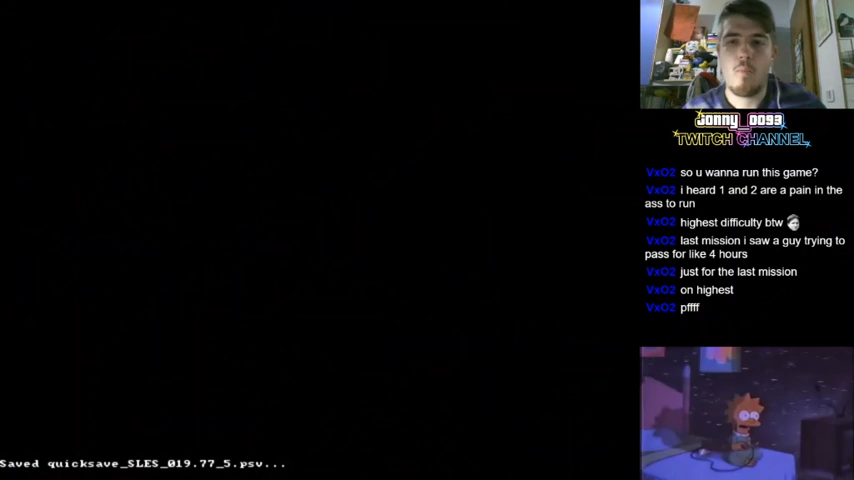 JONNY_0093
TWITCH CHANNEL
VxO2 so u wanna run this game?
VxO2 i heard 1 and 2 are a pain in the
ass to run
VxO2 highest difficulty btw
VxO2 last mission i saw a guy trying to
pass for like 4 hours
VxO2 just for the last mission
VxO2 on highest
VxO2 pffff
Saved quicksave_SLES_019.77_5.psv...